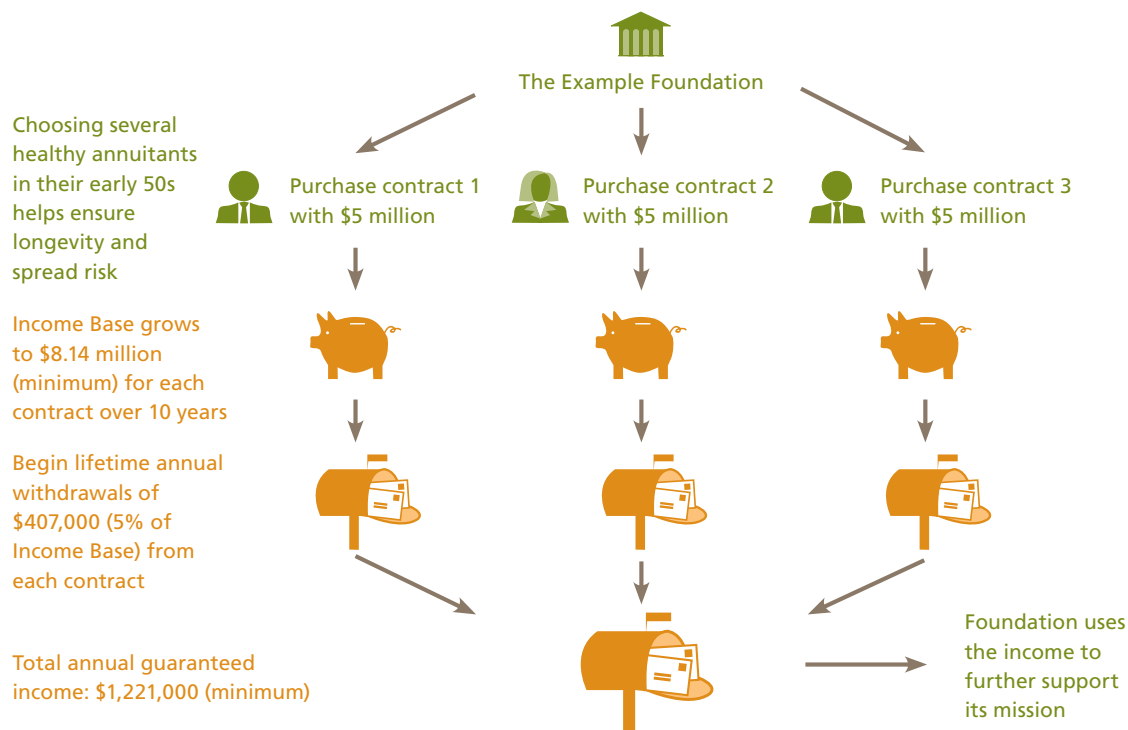 The Example Foundation
Choosing several
healthy annuitants
in their early 50s
helps ensure
longevity and
spread risk
Purchase contract 1
with $5 million
Purchase contract 2
with $5 million
Purchase contract 3
with $5 million
Income Base grows
to $8.14 million
(minimum) for each
contract over 10 years
Begin lifetime annual
withdrawals of
$407,000 (5% of
Income Base) from
each contract
Total annual guaranteed
income: $1,221,000 (minimum)
Foundation uses
the income to
further support
its mission